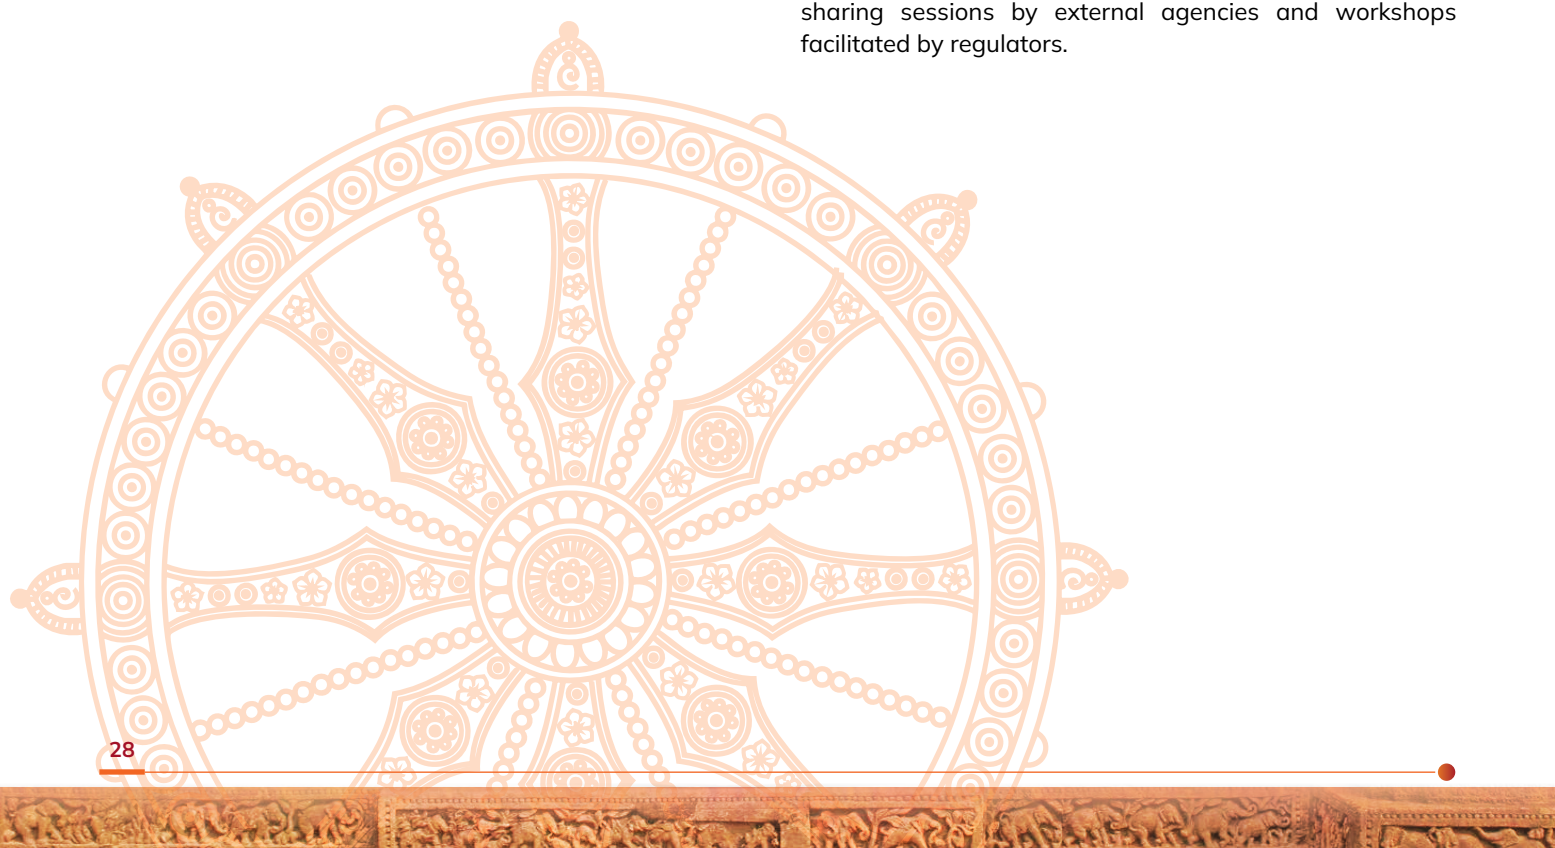 sharing sessions by external agencies and workshops
facilitated by regulators.
28